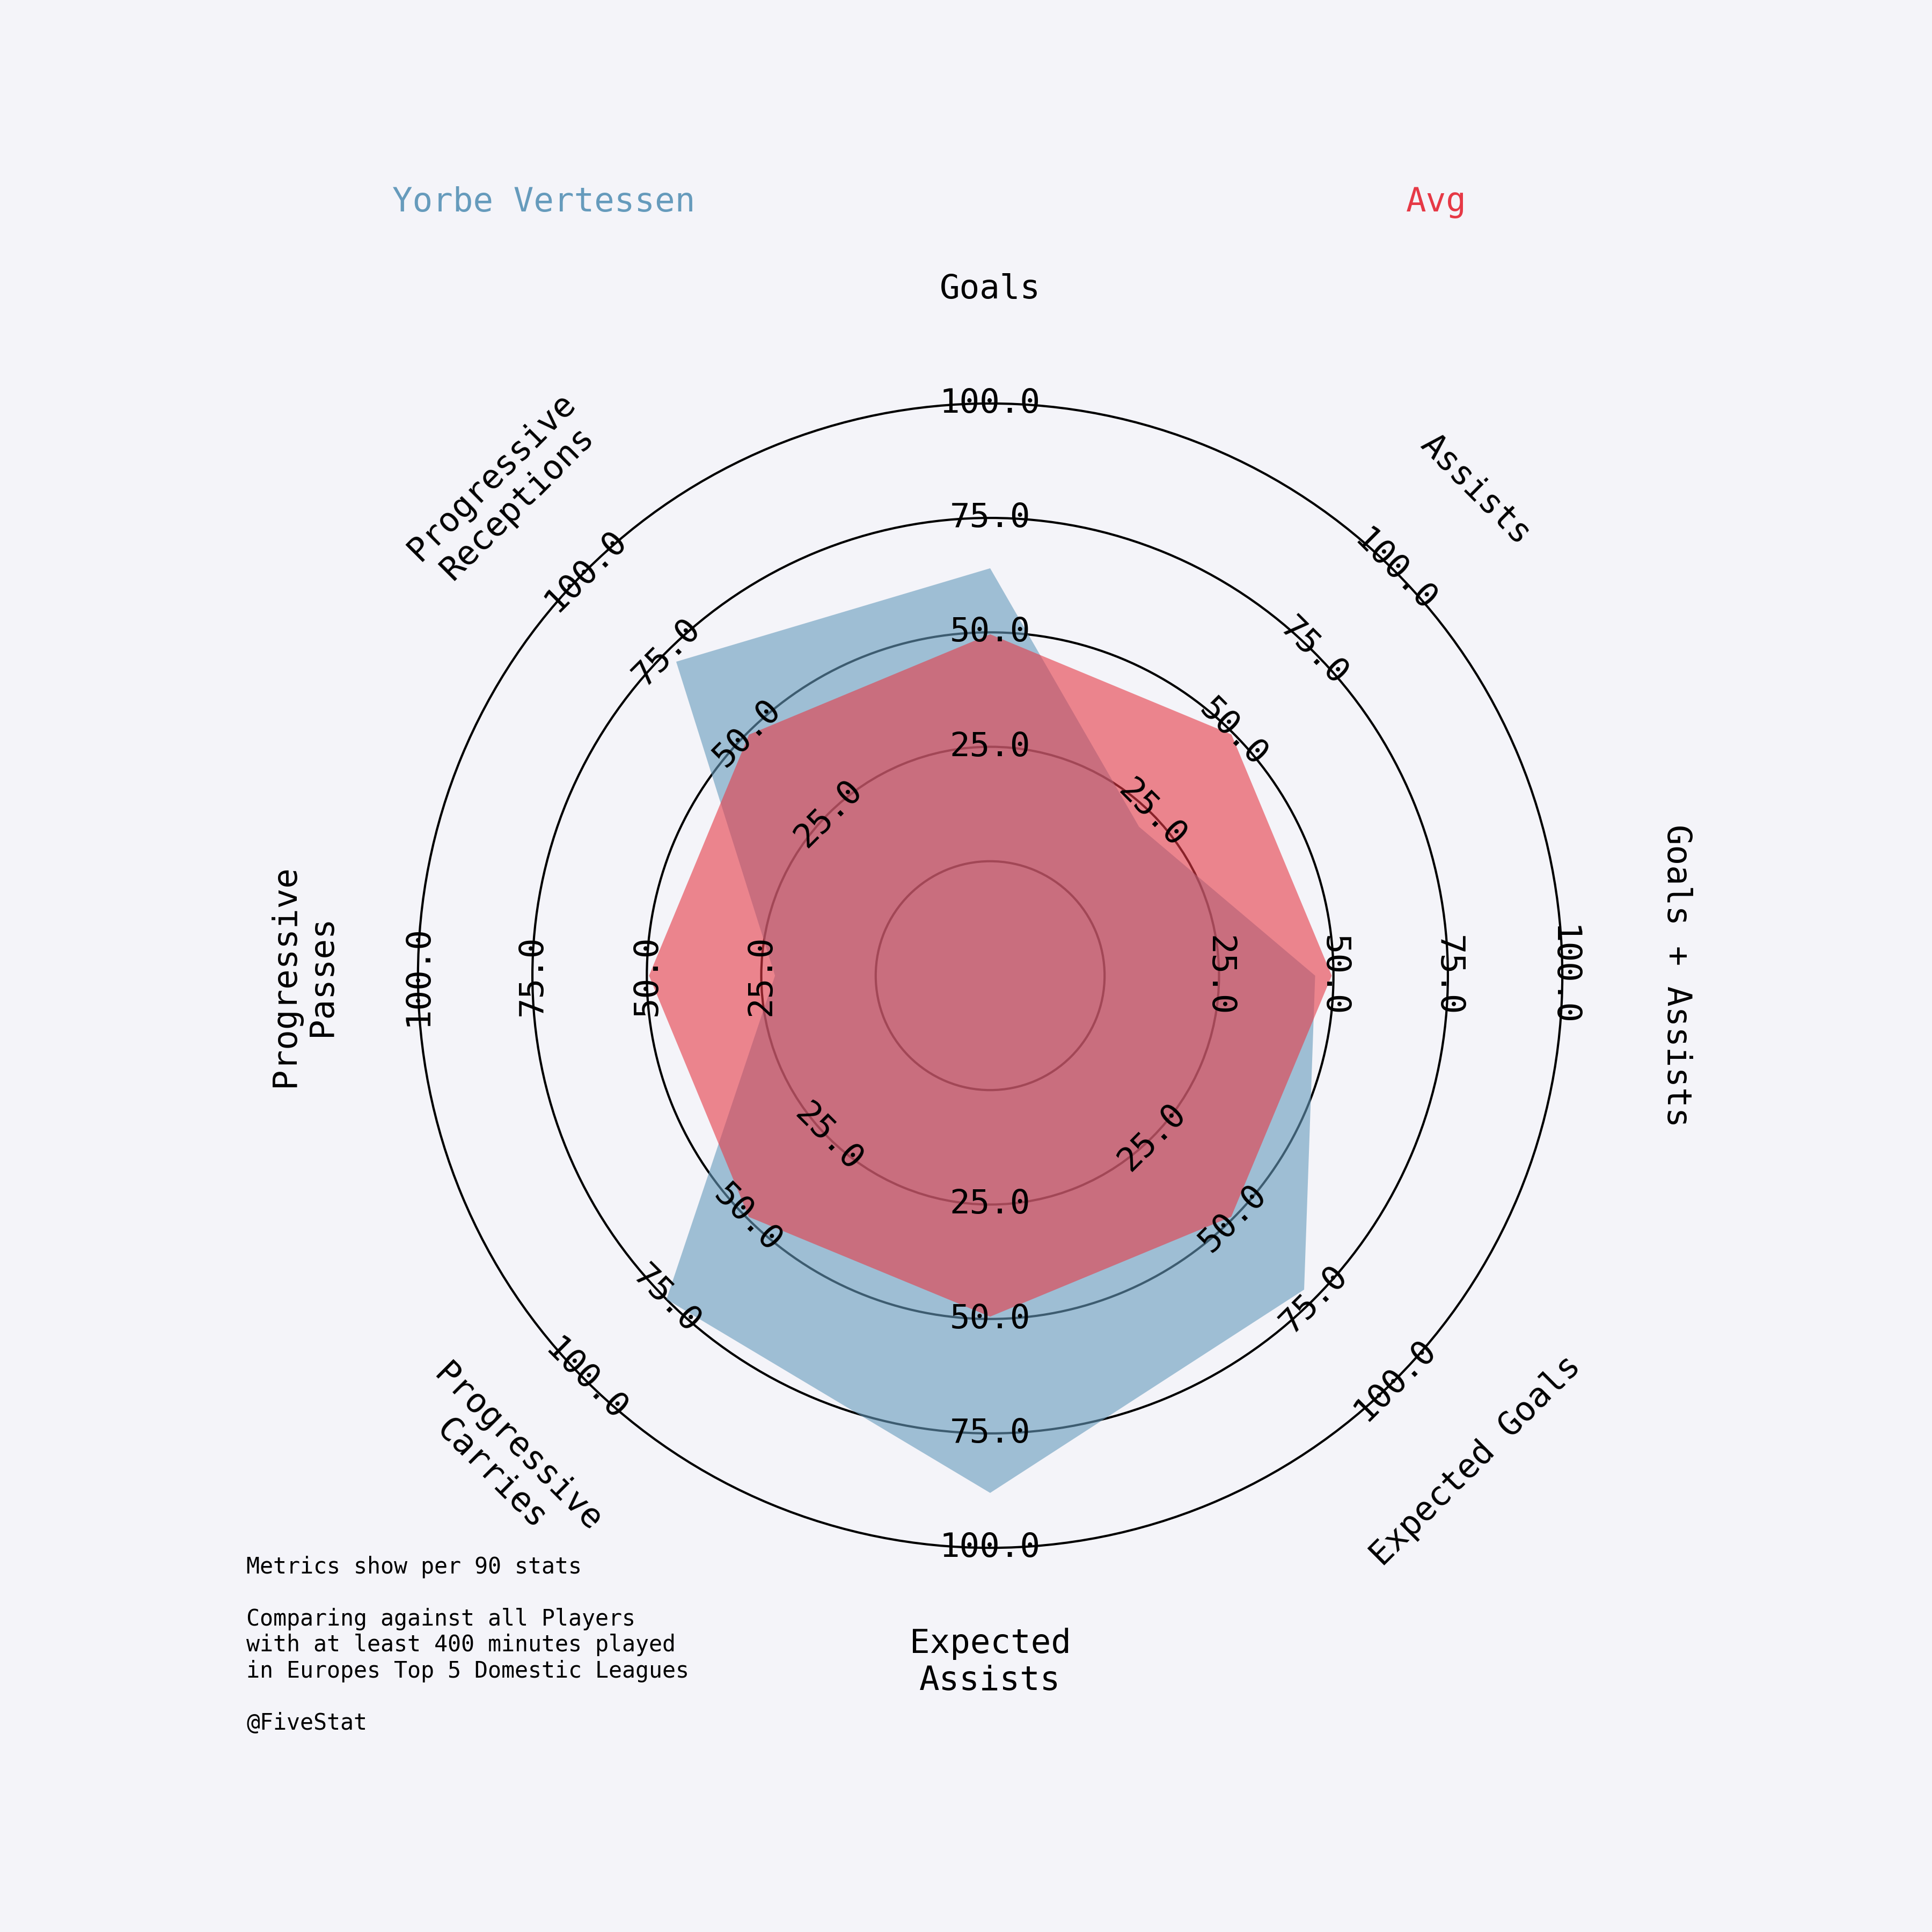 Yorbe Vertessen
Avg
Goals
Assists
Goals + Assists
Expected Goals
Expected
Assists
Progressive
Carries
Progressive
Passes
Progressive
Receptions
100.0
75.0
50.0
25.0
100.0
75.0
50.0
25.0
100.0
75.0
50.0
25.0
100.0
75.0
50.0
25.0
25.0
50.0
75.0
100.0
25.0
50.0
75.0
100.0
100.0
75.0
50.0
25.0
100.0
75.0
50.0
25.0
Metrics show per 90 stats
Comparing against all Players
with at least 400 minutes played
in Europes Top 5 Domestic Leagues
@FiveStat